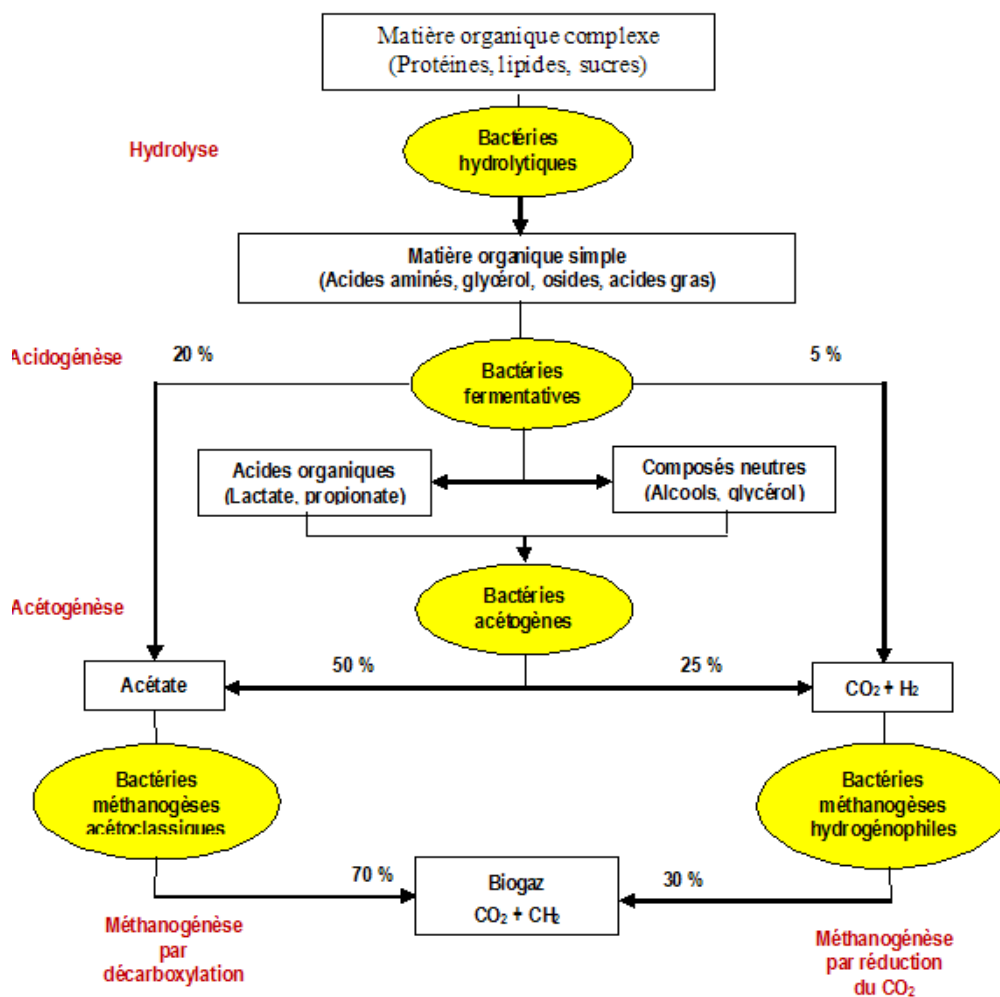 Matière organique complexe
(Protéines, lipides, sucres)
Hydrolyse
Bactéries
hydrolytiques
Matière organique simple
(Acides aminés, glycérol, osides, acides gras)
Acidogénèse
20 %
5 %
Bactéries
fermentatives
Acides organiques
(Lactate, propionate)
Composés neutres
(Alcools, glycérol)
Acétogénèse
Bactéries
acétogènes
50 %
25 %
Acétate
CO₂ + H₂
Bactéries
méthanogèses
acétoclassiques
Bactéries
méthanogèses
hydrogénophiles
70 %
Biogaz
CO₂ + CH₂
30 %
Méthanogénèse
par
décarboxylation
Méthanogénèse
par réduction
du CO₂